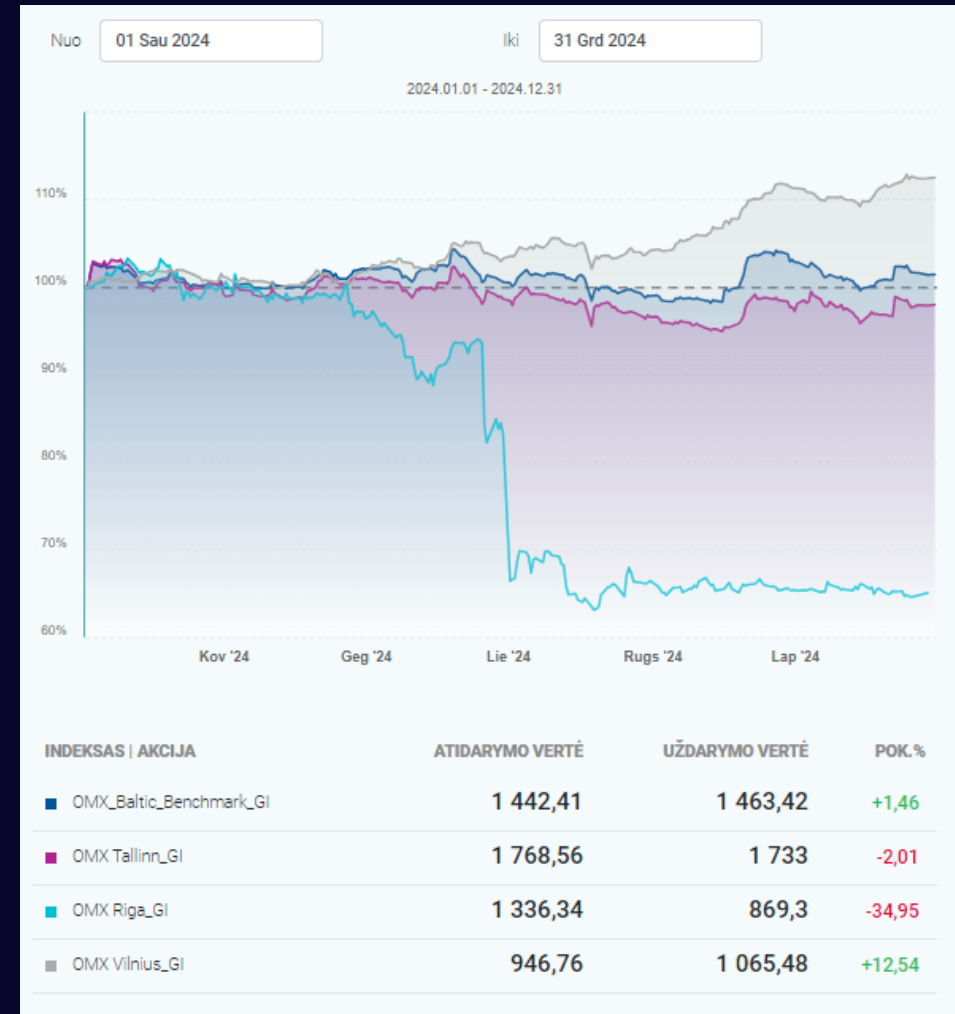 Nuo 01 Sau 2024 Iki 31 Grd 2024
2024.01.01 - 2024.12.31
110%
100%
90%
80%
70%
60%
Kov '24 Geg '24 Lie '24 Rugs '24 Lap '24
INDEKSAS | AKCIJA ATIDARYMO VERTĖ UŽDARYMO VERTĖ POK.%
OMX_Baltic_Benchmark_GI 1 442,41 1 463,42 +1,46
OMX Tallinn_GI 1 768,56 1 733 -2,01
OMX Riga_GI 1 336,34 869,3 -34,95
OMX Vilnius_GI 946,76 1 065,48 +12,54